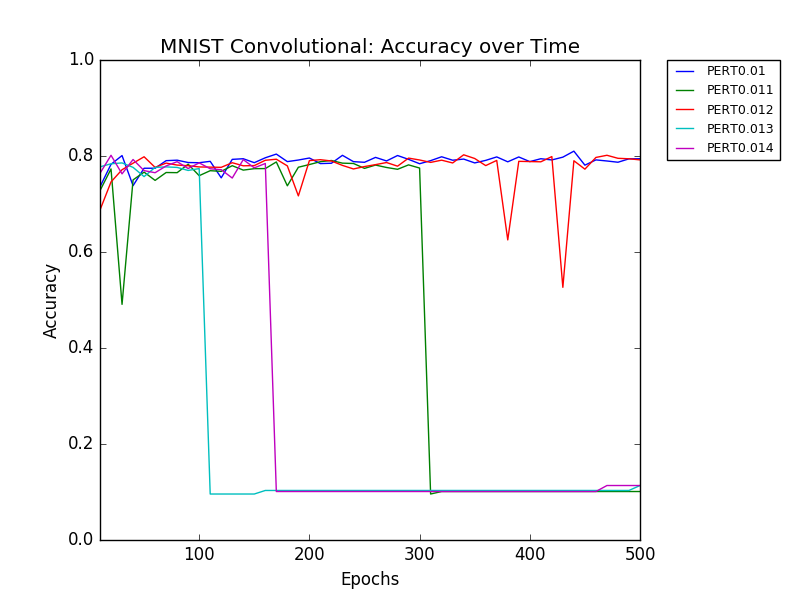 MNIST Convolutional: Accuracy over Time
1.0
0.8
0.6
0.4
0.2
0.0
Accuracy
100
200
300
400
500
Epochs
PERT0.01
PERT0.011
PERT0.012
PERT0.013
PERT0.014